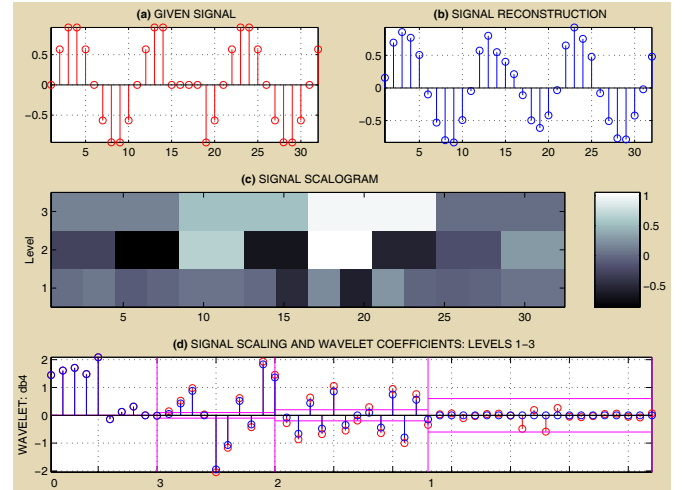 (a) GIVEN SIGNAL
(b) SIGNAL RECONSTRUCTION
0.5
0
−0.5
5 10 15 20 25 30
0.5
0
−0.5
5 10 15 20 25 30
(c) SIGNAL SCALOGRAM
Level
3
2
1
5 10 15 20 25 30
1
0.5
0
−0.5
(d) SIGNAL SCALING AND WAVELET COEFFICIENTS: LEVELS 1−3
WAVELET: db4
2
1
0
−1
−2
0 3 2 1